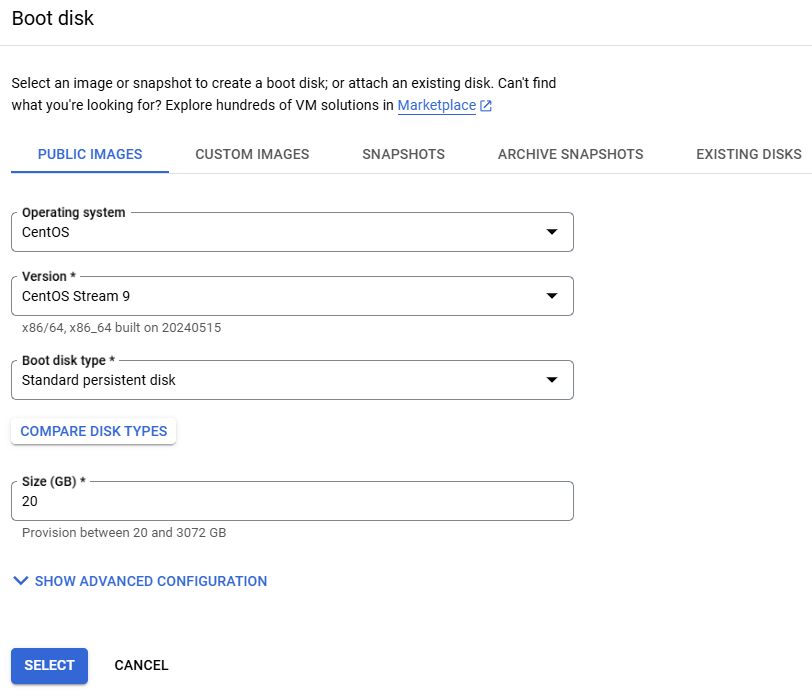 Boot disk
Select an image or snapshot to create a boot disk; or attach an existing disk. Can't find
what you're looking for? Explore hundreds of VM solutions in Marketplace
PUBLIC IMAGES CUSTOM IMAGES SNAPSHOTS ARCHIVE SNAPSHOTS EXISTING DISKS
Operating system
CentOS
Version *
CentOS Stream 9
x86/64, x86_64 built on 20240515
Boot disk type *
Standard persistent disk
COMPARE DISK TYPES
Size (GB) *
20
Provision between 20 and 3072 GB
SHOW ADVANCED CONFIGURATION
SELECT CANCEL